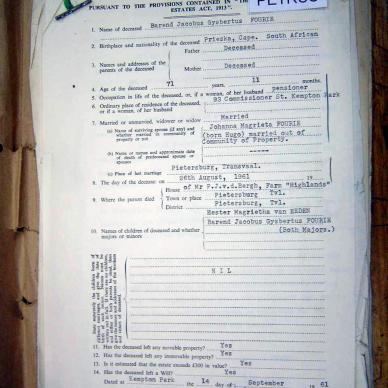 PETRUS
PURSUANT TO THE PROVISIONS CONTAINED IN
ESTATES ACT, 1913."
1. Name of deceased Barend Jacobus Gysbertus FOURIE
2. Birthplace and nationality of the deceased Prieska, Cape. South African
3. Names and addresses of the parents of the deceased
Father Deceased
Mother Deceased
4. Age of the deceased 71 years, 11 months.
5. Occupation in life of the deceased, or, if a woman, of her husband pensioner
6. Ordinary place of residence of the deceased, or if a woman, of her husband 93 Commissioner St. Kempton Park
7. Married or unmarried, widower or widow Married
(a) Name of surviving spouse (if any) and whether married in community of property or not
Johanna Magrieta FOURIE
(born Hugo) married out of
Community of Property.
(b) Name or names and approximate date of death of predeceased spouse or spouses -----
(c) Place of last marriage Pietersburg, Transvaal.
8. The day of the decease: on 26th August, 1961
9. Where the person died
House of Mr P.J.v.d.Bergh, Farm "Highlands"
Town or place Pietersburg Tvl.
District Pietersburg Tvl.
10. Names of children of deceased and whether majors or minors
Hester Magrietha van EEDEN
Barend Jacobus Gysbertus FOURIE
(Both Majors.)
N I L
11. Has the deceased left any movable property? Yes
12. Has the deceased left any immovable property? Yes
13. Is it estimated that the estate exceeds £300 in value? Yes
14. Has the deceased left a Will? Yes
Dated at Kempton Park the 14 day of September 61